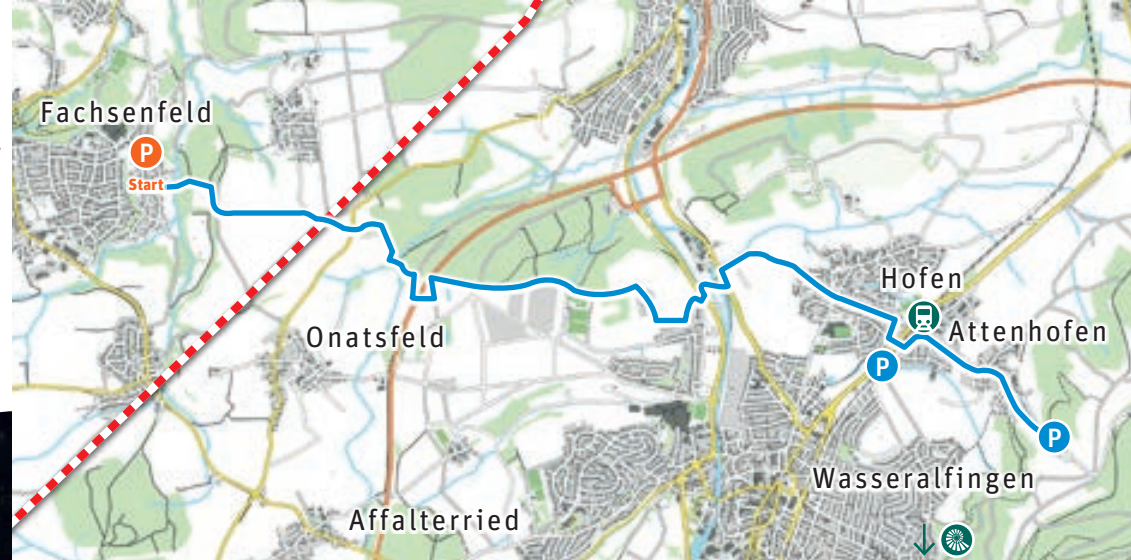 Fachsenfeld
P
Start
Hofen
Onatsfeld
Attenhofen
P
P
Wasseralfingen
Affalterried